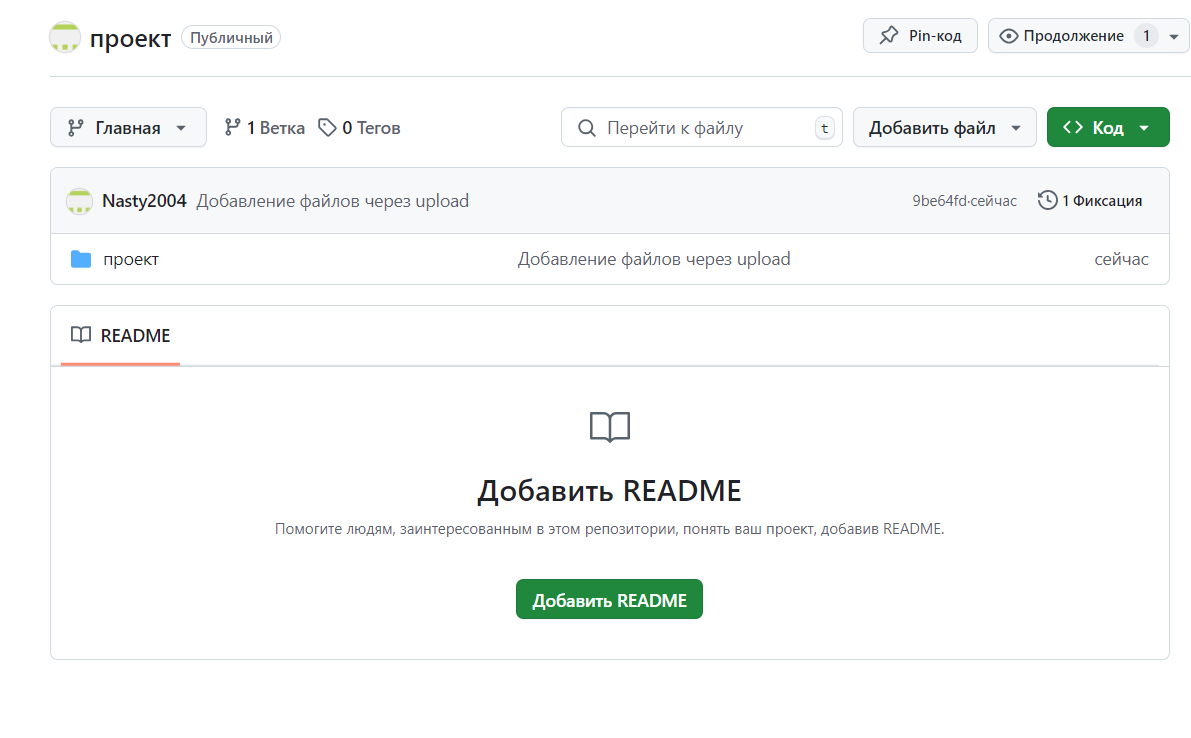 проект Публичный Pin-код Продолжение 1
Главная 1 Ветка 0 Тегов Перейти к файлу t Добавить файл Код
Nasty2004 Добавление файлов через upload 9be64fd·сейчас 1 Фиксация
проект Добавление файлов через upload сейчас
README
Добавить README
Помогите людям, заинтересованным в этом репозитории, понять ваш проект, добавив README.
Добавить README